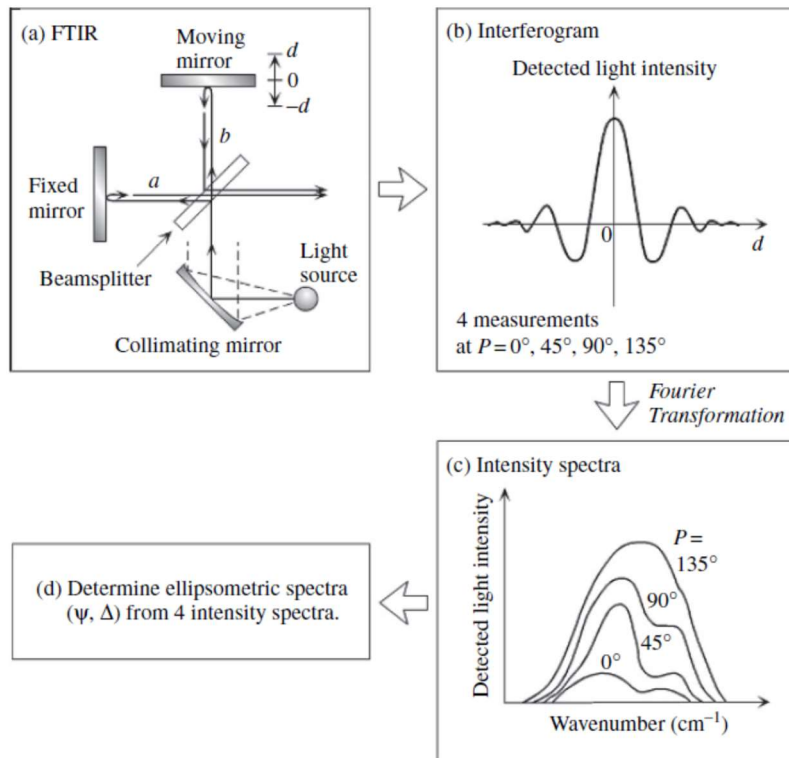 (a) FTIR
Moving
mirror
d
0
–d
b
a
Fixed
mirror
Beamsplitter
Light
source
Collimating mirror
(b) Interferogram
Detected light intensity
0
d
4 measurements
at P = 0°, 45°, 90°, 135°
Fourier
Transformation
(c) Intensity spectra
Detected light intensity
P =
135°
90°
45°
0°
Wavenumber (cm⁻¹)
(d) Determine ellipsometric spectra
(ψ, Δ) from 4 intensity spectra.